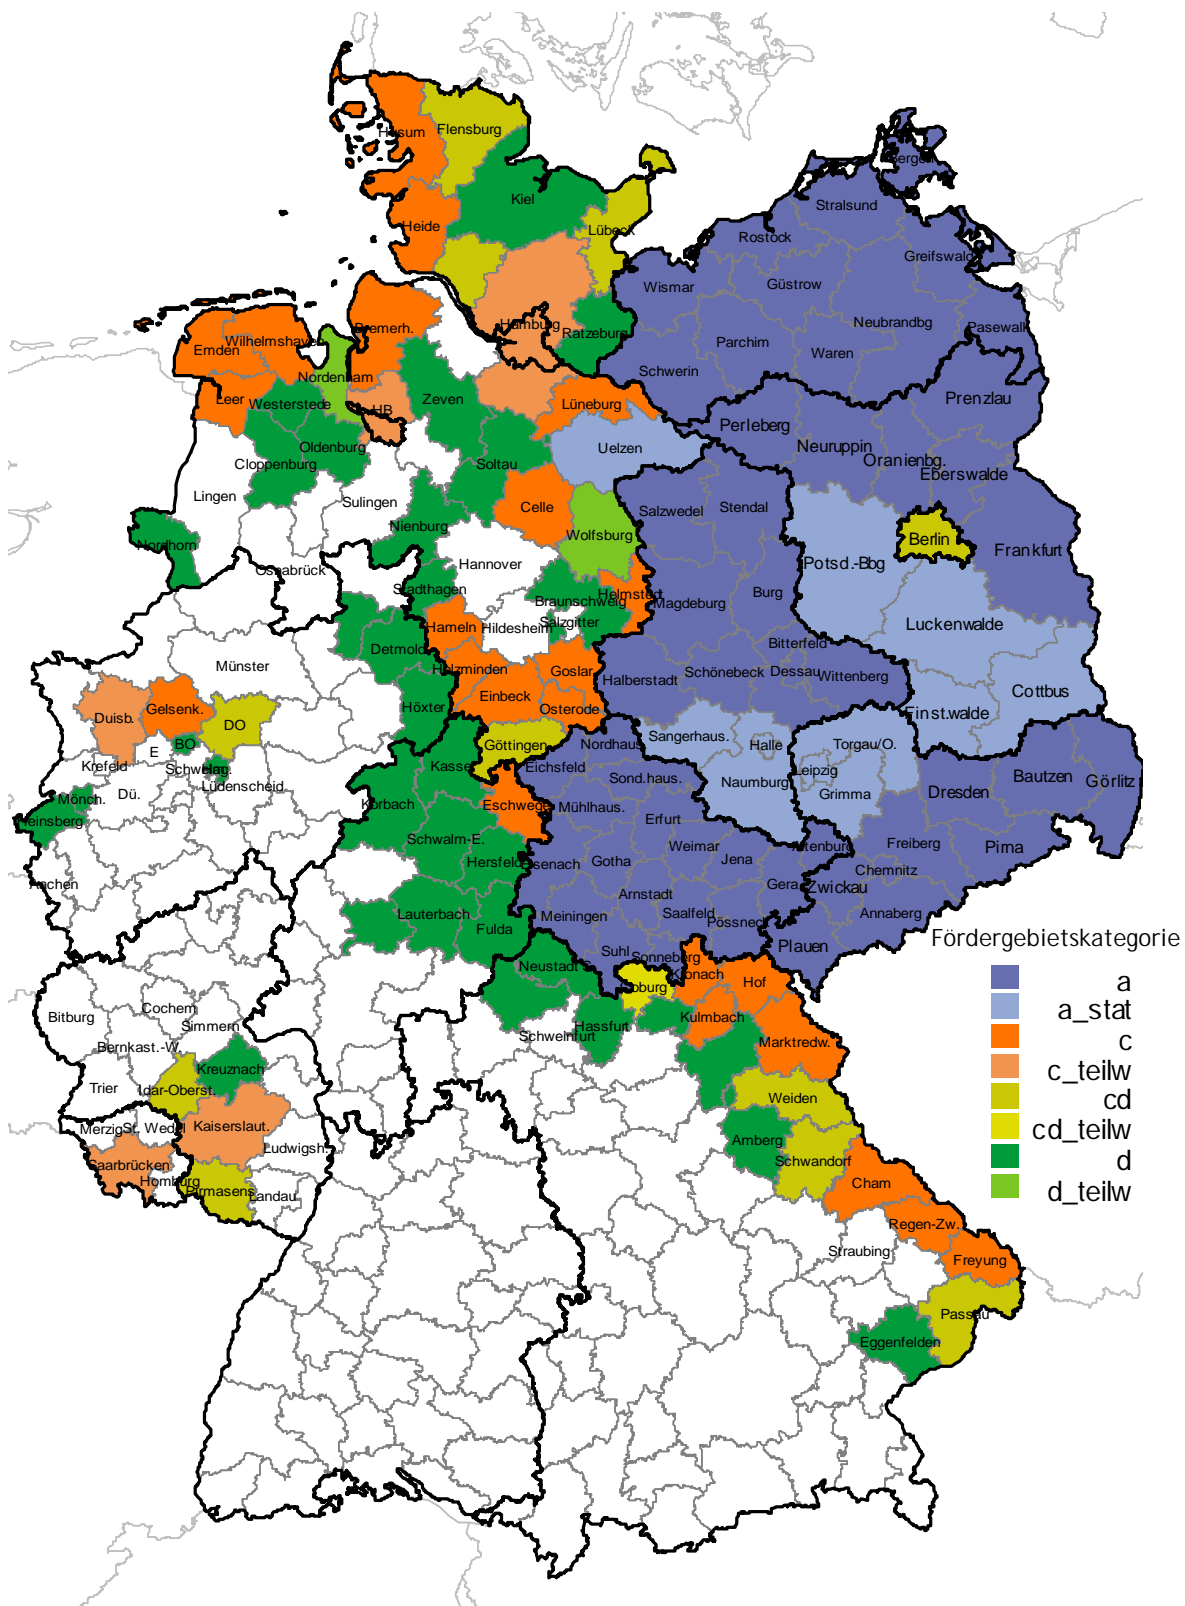 Husum
Flensburg
Bergen
Kiel
Stralsund
Heide
Lübeck
Rostock
Greifswald
Wismar
Güstrow
Bremerh.
Hamburg
Ratzeburg
Neubrandbg
Pasewalk
Wilhelmshaven
Emden
Parchim
Waren
Nordenham
Schwerin
Leer
Westerstede
HB
Zeven
Lüneburg
Prenzlau
Perleberg
Oldenburg
Uelzen
Neuruppin
Cloppenburg
Soltau
Oranienbg.
Eberswalde
Lingen
Sulingen
Celle
Salzwedel
Stendal
Nienburg
Wolfsburg
Berlin
Nordhorn
Frankfurt
Hannover
Potsd.-Bbg
Osnabrück
Stadthagen
Helmstedt
Braunschweig
Magdeburg
Burg
Salzgitter
Hameln
Hildesheim
Luckenwalde
Detmold
Bitterfeld
Münster
Holzminden
Goslar
Halberstadt
Schönebeck
Dessau
Wittenberg
Cottbus
Duisb.
Gelsenk.
Höxter
Einbeck
Osterode
Finst.walde
DO
Sangerhaus.
Göttingen
Nordhaus.
Halle
Torgau/O.
E
BO
Kassel
Eichsfeld
Leipzig
Krefeld
Schwelm
Hag.
Sond.haus.
Naumburg
Bautzen
Görlitz
Lüdenscheid
Dü.
Grimma
Dresden
Mönch.
Korbach
Eschwege
Mühlhaus.
Heinsberg
Erfurt
Schwalm-E.
Weimar
Altenburg
Freiberg
Pirna
Hersfeld
Eisenach
Gotha
Jena
Chemnitz
Aachen
Gera
Zwickau
Arnstadt
Lauterbach
Meiningen
Saalfeld
Pössneck
Annaberg
Fulda
Plauen
Suhl
Sonneberg
Neustadt S.
Kronach
Hof
Coburg
Cochem
Bitburg
Simmern
Schweinfurt
Hassfurt
Kulmbach
Marktredw.
Bernkast.-W.
Kreuznach
Trier
Idar-Oberst.
Weiden
Merzig
St. Wedel
Kaiserslaut.
Ludwigsh.
Amberg
Saarbrücken
Schwandorf
Homburg
Pirmasens
Landau
Cham
Regen-Zw.
Straubing
Freyung
Passau
Eggenfelden
Fördergebietskategorie
a
a_stat
c
c_teilw
cd
cd_teilw
d
d_teilw